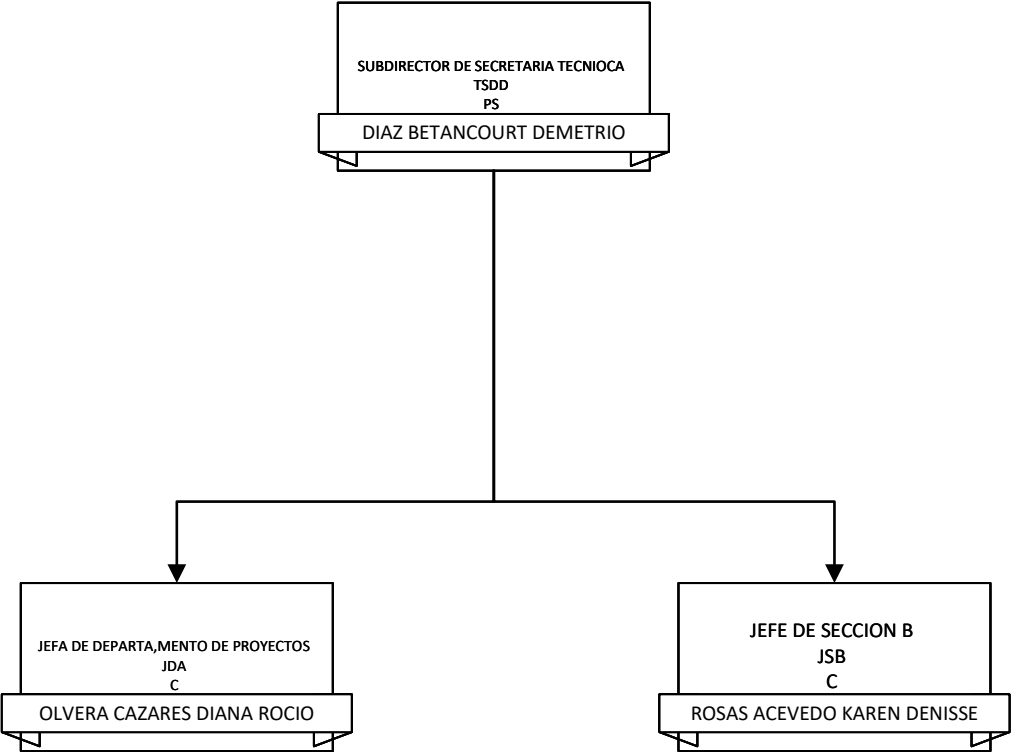 SUBDIRECTOR DE SECRETARIA TECNIOCA
TSDD
PS
DIAZ BETANCOURT DEMETRIO
JEFA DE DEPARTA,MENTO DE PROYECTOS
JDA
C
OLVERA CAZARES DIANA ROCIO
JEFE DE SECCION B
JSB
C
ROSAS ACEVEDO KAREN DENISSE